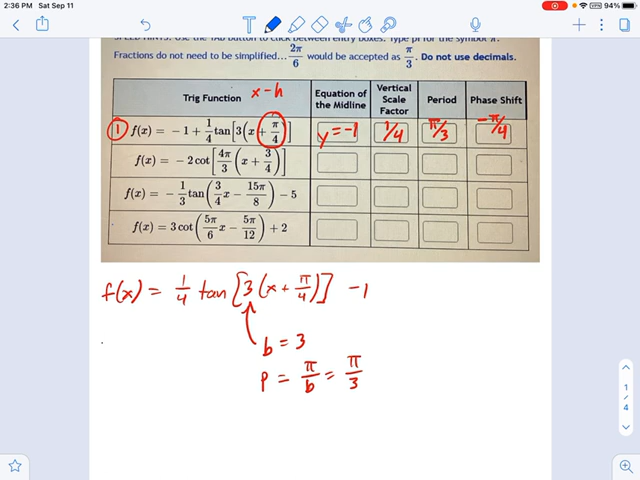 2:36 PM Sat Sep 11
94%
Fractions do not need to be simplified... 2π/6 would be accepted as π/3. Do not use decimals.
x-h
Trig Function
Equation of the Midline
Vertical Scale Factor
Period
Phase Shift
① f(x) = −1 + 1/4 tan[3(x + π/4)]
y = -1
1/4
π/3
-π/4
f(x) = −2 cot[4π/3 (x + 3/4)]
f(x) = −1/3 tan(3/4 x − 15π/8) − 5
f(x) = 3 cot(5π/6 x − 5π/12) + 2
f(x) = 1/4 tan[3(x + π/4)] - 1
b = 3
P = π/b = π/3
1
/
4